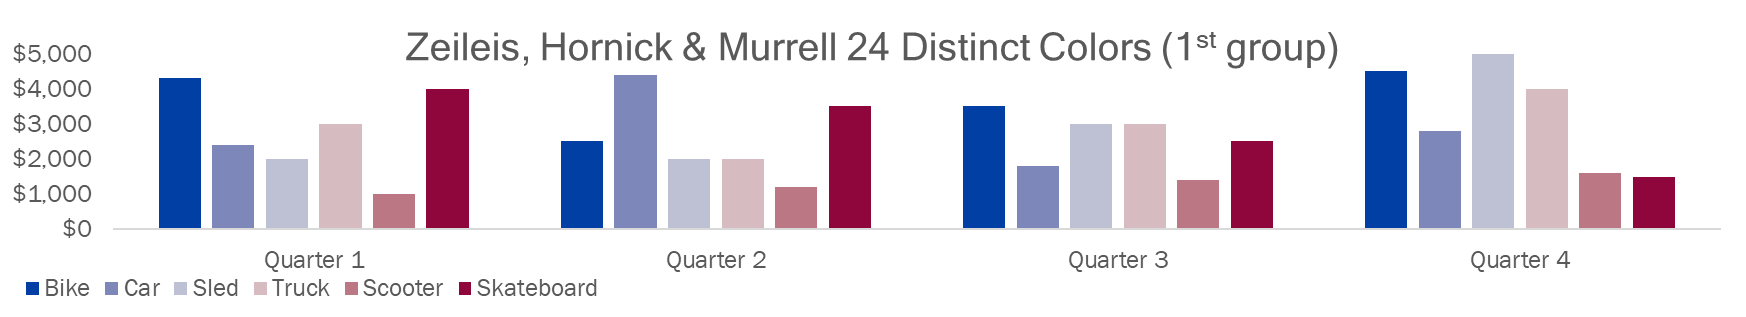 Zeileis, Hornick & Murrell 24 Distinct Colors (1st group)
$5,000
$4,000
$3,000
$2,000
$1,000
$0
Quarter 1 Quarter 2 Quarter 3 Quarter 4
Bike Car Sled Truck Scooter Skateboard